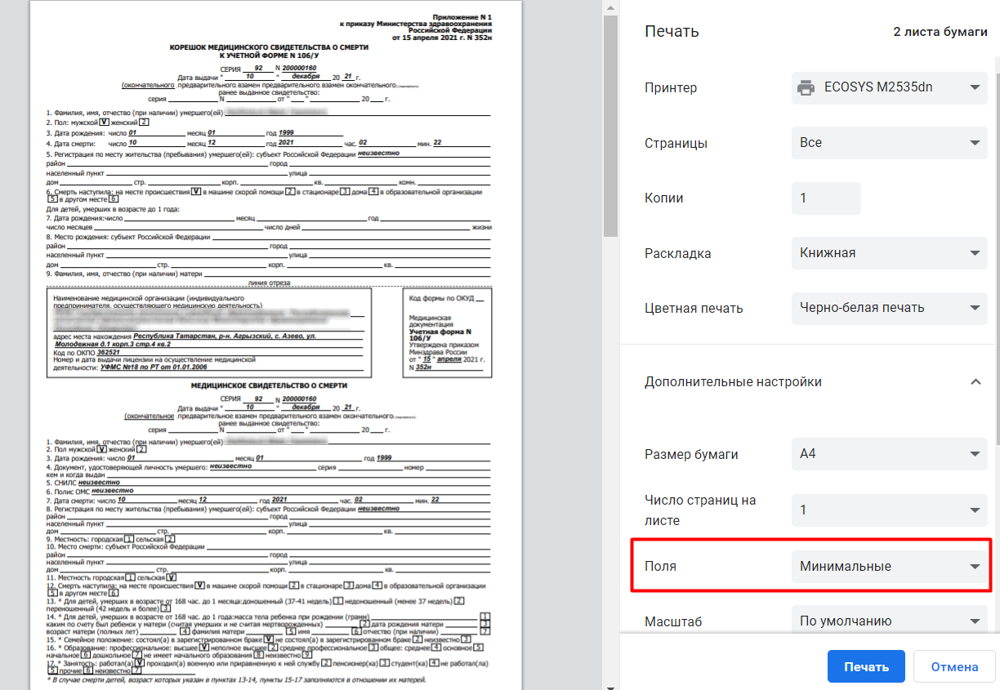 Приложение N 1
к приказу Министерства здравоохранения
Российской Федерации
от 15 апреля 2021 г. N 352н
КОРЕШОК МЕДИЦИНСКОГО СВИДЕТЕЛЬСТВА О СМЕРТИ
К УЧЕТНОЙ ФОРМЕ N 106/У
СЕРИЯ 92 N 200000160
Дата выдачи " 10 " декабря 20 21 г.
(окончательного, предварительного взамен предварительного взамен окончательного
ранее выданное свидетельство:
серия N от " " 20 г.
1. Фамилия, имя, отчество (при наличии) умершего(ей)
2. Пол: мужской V женский 2
3. Дата рождения: число 01 месяц 01 год 1999
4. Дата смерти: число 10 месяц 12 год 2021 час. 02 мин. 22
5. Регистрация по месту жительства (пребывания) умершего(ей): субъект Российской Федерации неизвестно
район город
населенный пункт улица
дом стр. корп. кв. комн.
6. Смерть наступила: на месте происшествия V в машине скорой помощи 2 в стационаре 3 дома 4 в образовательной организации
5 в другом месте 6
Для детей, умерших в возрасте до 1 года:
7. Дата рождения:число месяц год
число месяцев число дней жизни
8. Место рождения: субъект Российской Федерации
район город
населенный пункт улица
дом стр. корп. кв.
9. Фамилия, имя, отчество (при наличии) матери
линия отреза
Наименование медицинской организации (индивидуального
предпринимателя, осуществляющего медицинскую деятельность)
адрес места нахождения Республика Татарстан, р-н. Агрызский, с. Азево, ул.
Молодежная д.1 корп.3 стр.4 кв.2
Код по ОКПО 362521
Номер и дата выдачи лицензии на осуществление медицинской
деятельности: УФМС №18 по РТ от 01.01.2006
Код формы по ОКУД
Медицинская
документация
Учетная форма N
106/У
Утверждена приказом
Минздрава России
от " 15 " апреля 2021 г.
N 352н
МЕДИЦИНСКОЕ СВИДЕТЕЛЬСТВО О СМЕРТИ
СЕРИЯ 92 N 200000160
Дата выдачи " 10 " декабря 20 21 г.
(окончательное, предварительное взамен предварительного взамен окончательного
ранее выданное свидетельство:
серия N от " " 20 г.
1. Фамилия, имя, отчество (при наличии) умершего(ей)
2. Пол мужской V женский 2
3. Дата рождения: число 01 месяц 01 год 1999
4. Документ, удостоверяющей личность умершего: неизвестно серия номер
кем и когда выдан
5. СНИЛС неизвестно
6. Полис ОМС неизвестно
7. Дата смерти: число 10 месяц 12 год 2021 час. 02 мин. 22
8. Регистрация по месту жительства (пребывания) умершего(ей): субъект Российской Федерации неизвестно
район город
населенный пункт улица
дом стр. корп. кв.
9. Местность: городская 1 сельская 2
10. Место смерти: субъект Российской Федерации
район город
населенный пункт улица
дом стр. корп. кв.
11. Местность городская 1 сельская V
12. Смерть наступила: на месте происшествия V в машине скорой помощи 2 в стационаре 3 дома 4 в образовательной организации
5 в другом месте 6
13. * Для детей, умерших в возрасте от 168 час. до 1 месяца:доношенный (37-41 недель) 1 недоношенный (менее 37 недель) 2
переношенный (42 недель и более) 3
14. * Для детей, умерших в возрасте от 168 час. до 1 года:масса тела ребенка при рождении (грамм) 1
каким по счету был ребенок у матери (считая умерших и не считая мертворожденных) 2 дата рождения матери 3
возраст матери (полных лет) 4 фамилия матери 5 имя 6 отчество (при наличии) 7
15. * Семейное положение: состоял(а) в зарегистрированном браке V не состоял(а) в зарегистрированном браке 2 неизвестно 3
16. * Образование: профессиональное: высшее V неполное высшее 2 среднее профессиональное 3 общее: среднее 4 основное 5
начальное 6 дошкольное 7 не имеет начального образования 8 неизвестно 9
17. * Занятость: работал(а) V проходил(а) военную или приравненную к ней службу 2 пенсионер(ка) 3 студент(ка) 4 не работал(ла)
5 прочие 6 неизвестно 7
* В случае смерти детей, возраст которых указан в пунктах 13-14, пункты 15-17 заполняются в отношении их матерей.
Печать 2 листа бумаги
Принтер ECOSYS M2535dn
Страницы Все
Копии 1
Раскладка Книжная
Цветная печать Черно-белая печать
Дополнительные настройки
Размер бумаги A4
Число страниц на
листе 1
Поля Минимальные
Масштаб По умолчанию
Печать Отмена